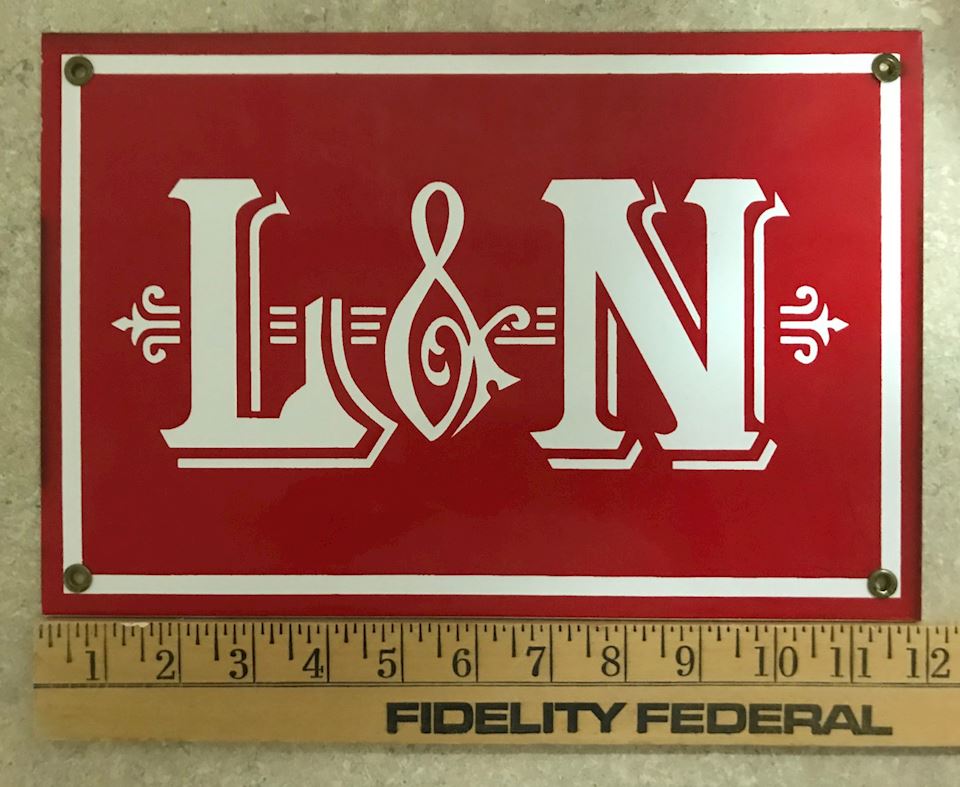 L&N
1 2 3 4 5 6 7 8 9 10 11 12
FIDELITY FEDERAL